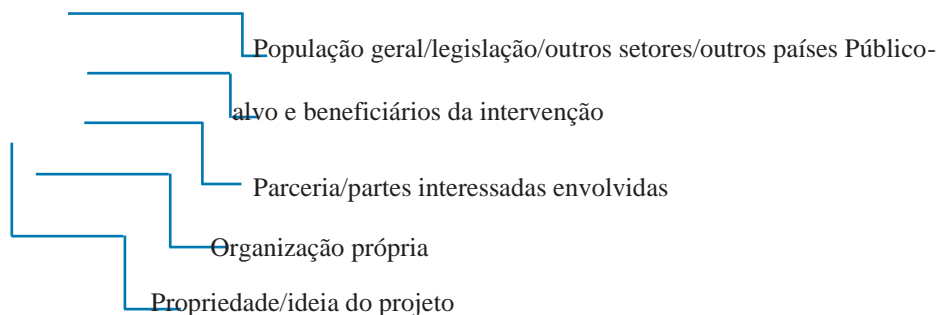 População geral/legislação/outros setores/outros países Público-
alvo e beneficiários da intervenção
Parceria/partes interessadas envolvidas
Organização própria
Propriedade/ideia do projeto